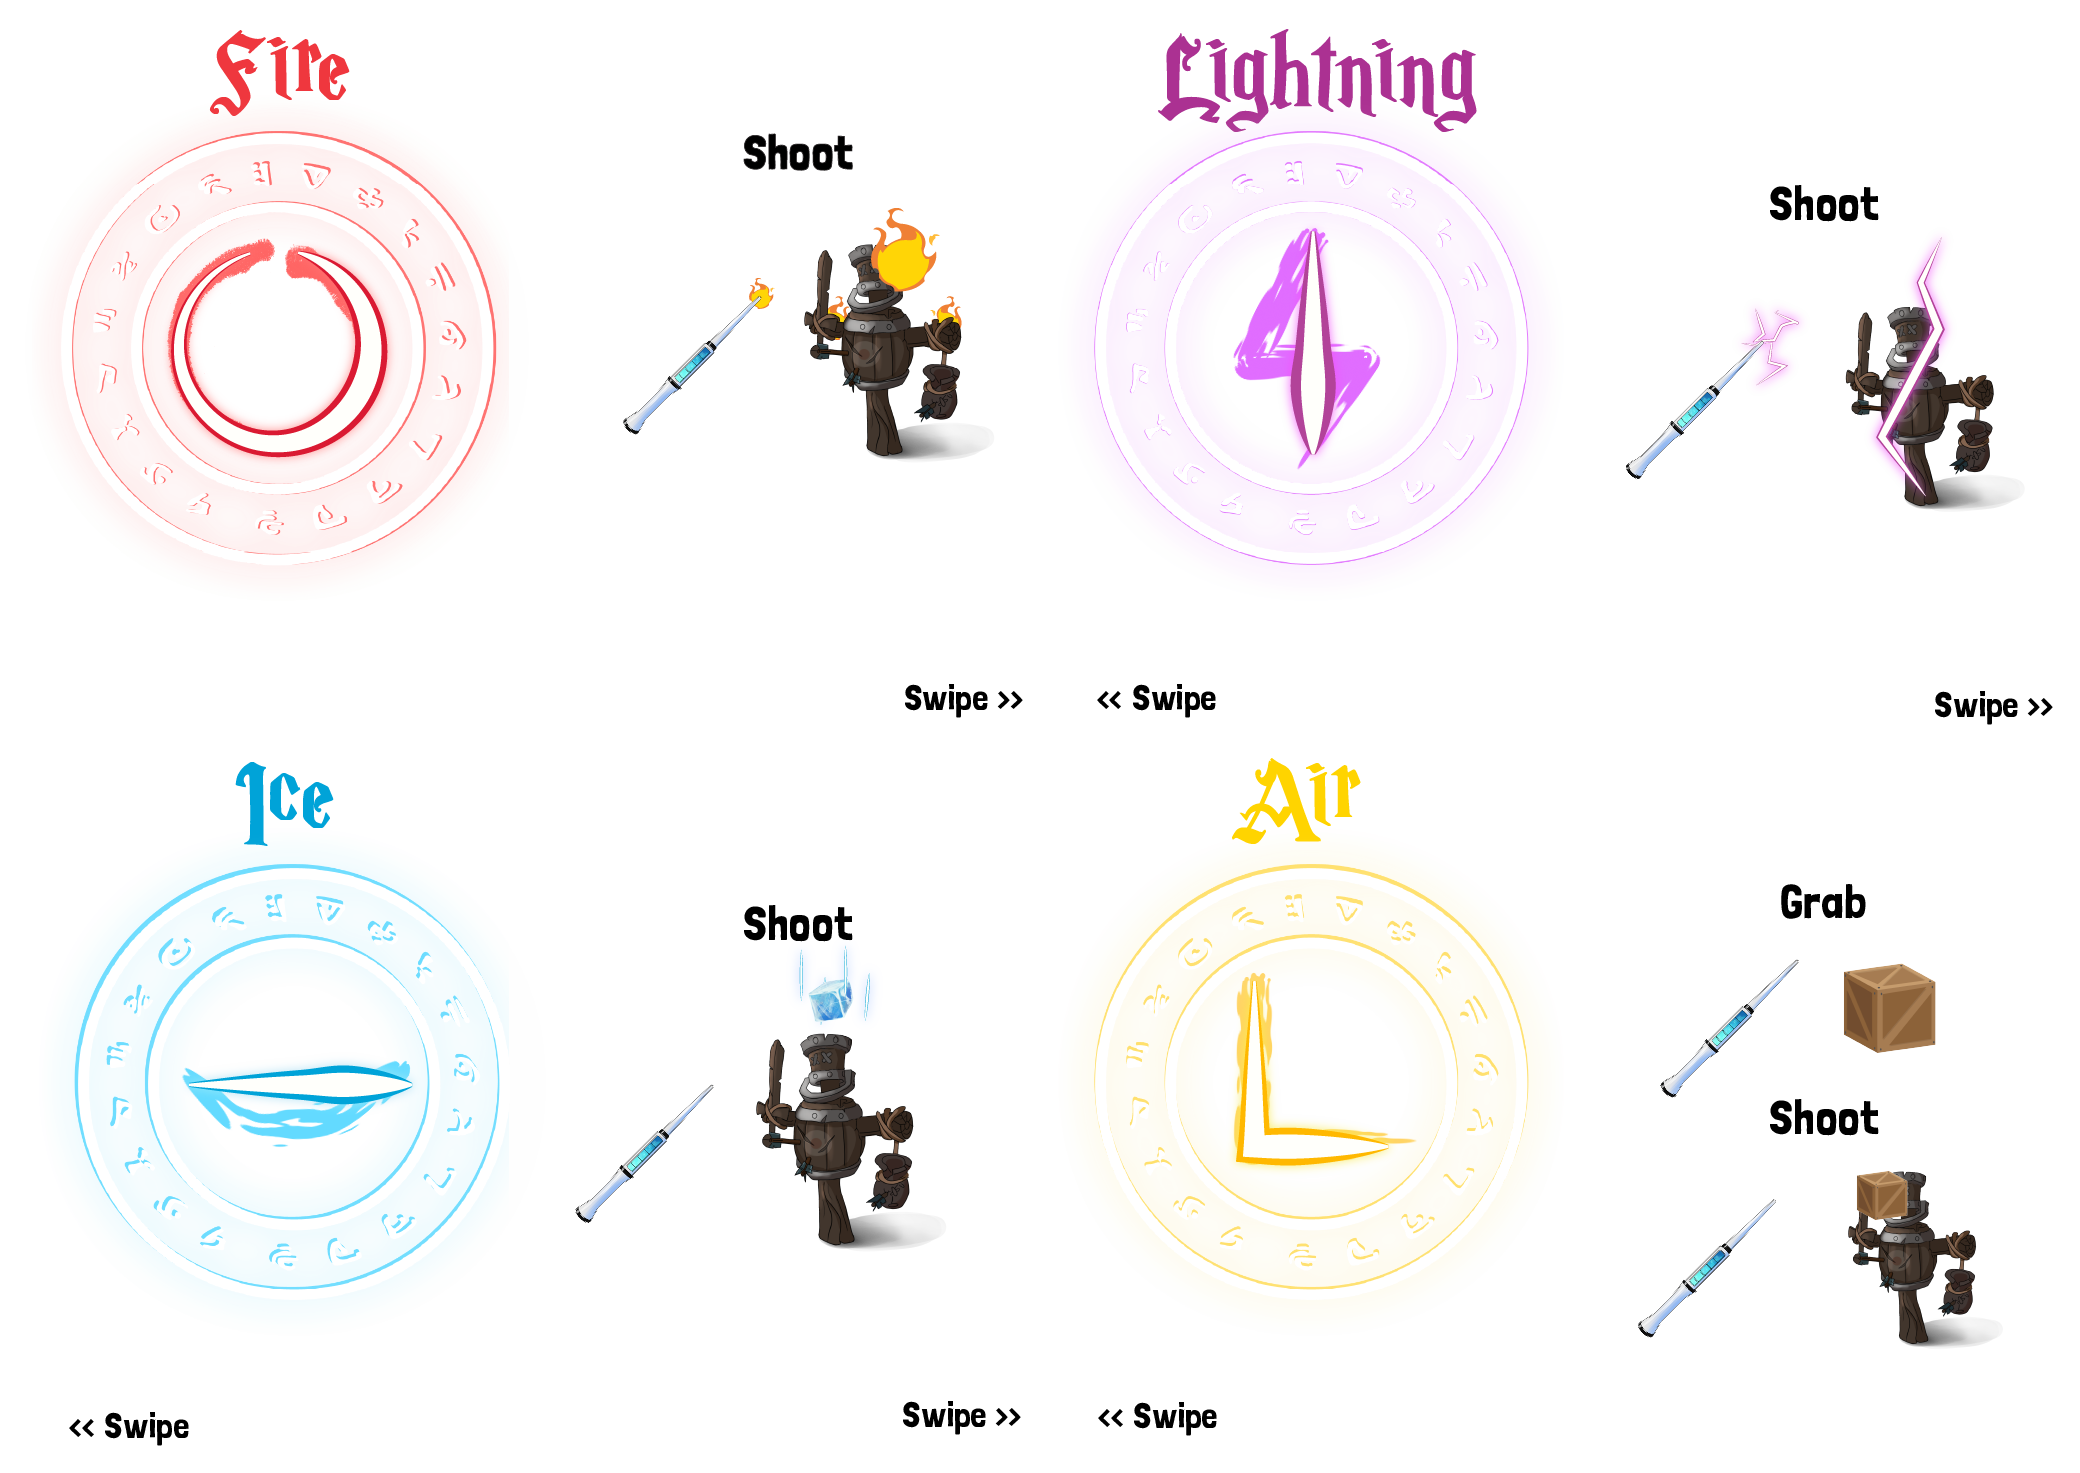 Fire
Shoot
Swipe >>
Lightning
Shoot
<< Swipe
Swipe >>
Ice
Shoot
<< Swipe
Swipe >>
Air
Grab
Shoot
<< Swipe